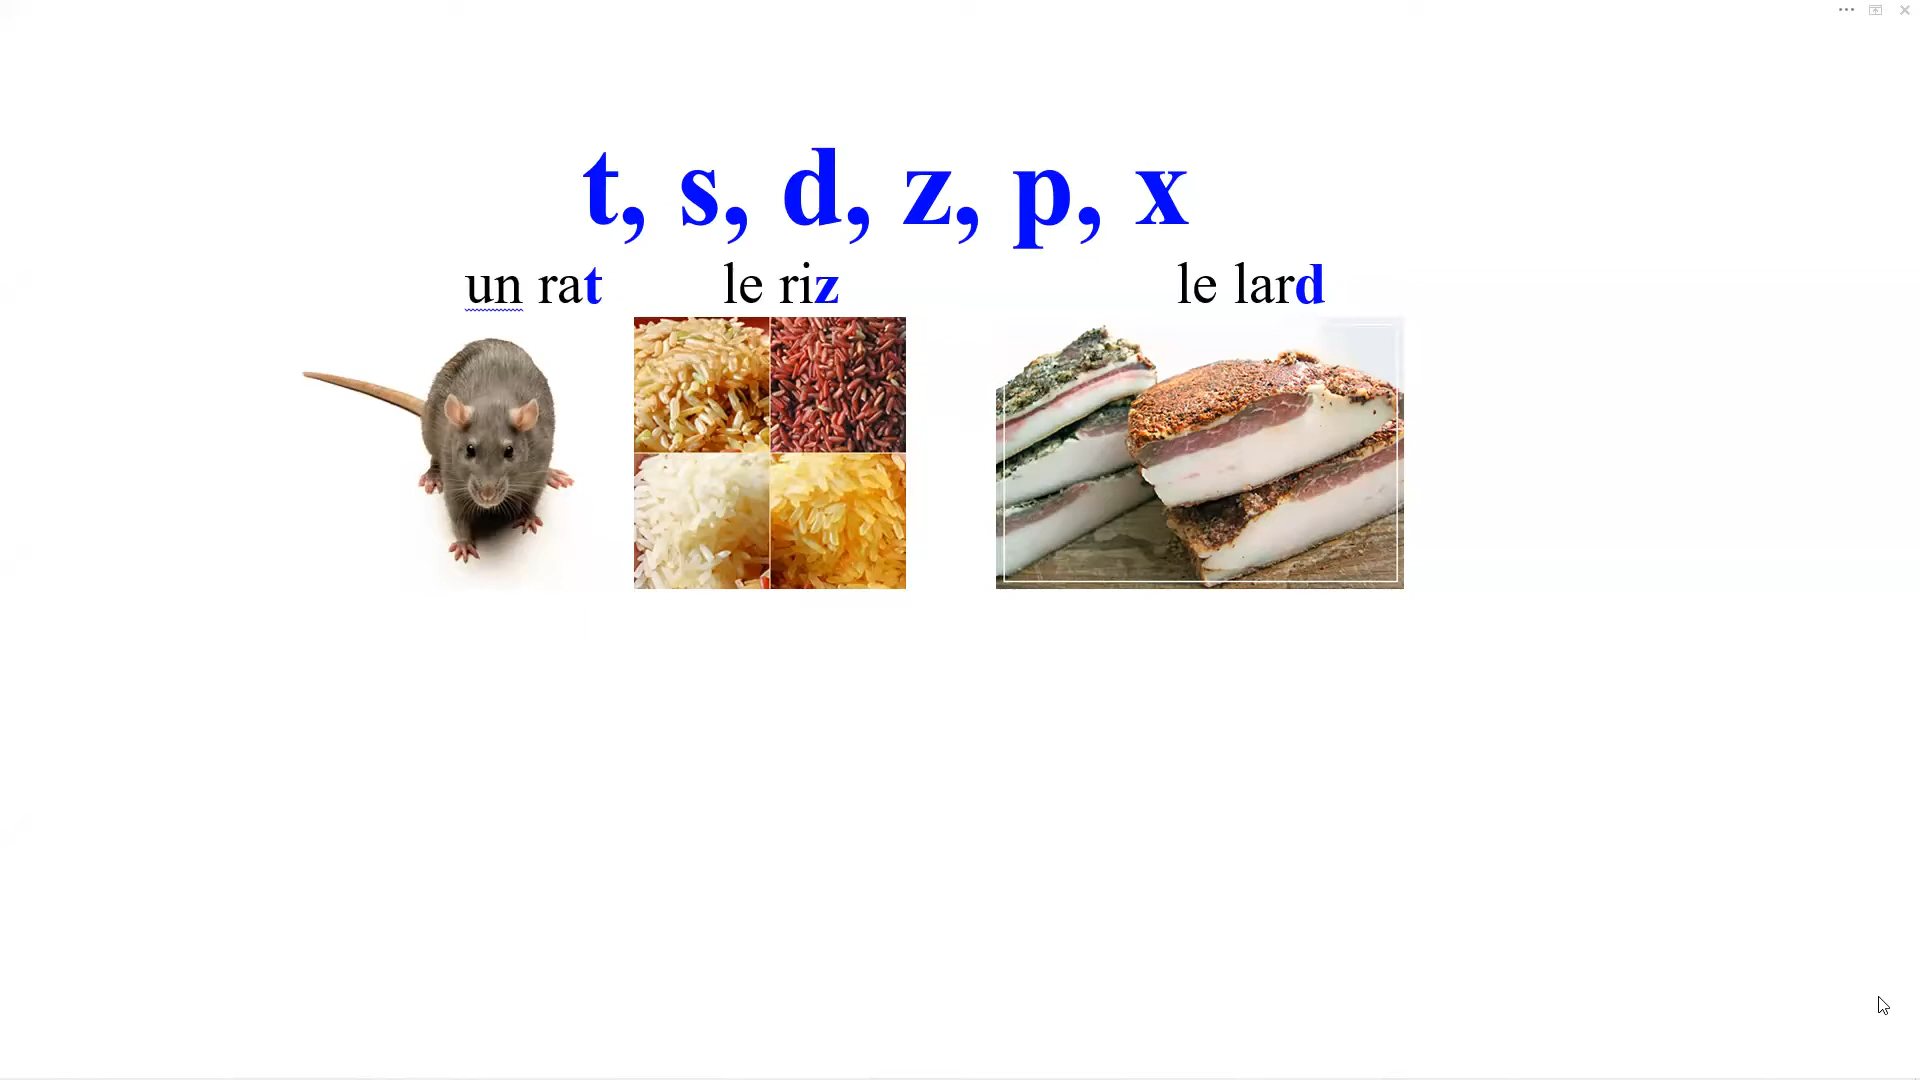 t, s, d, z, p, x
un rat le riz le lard